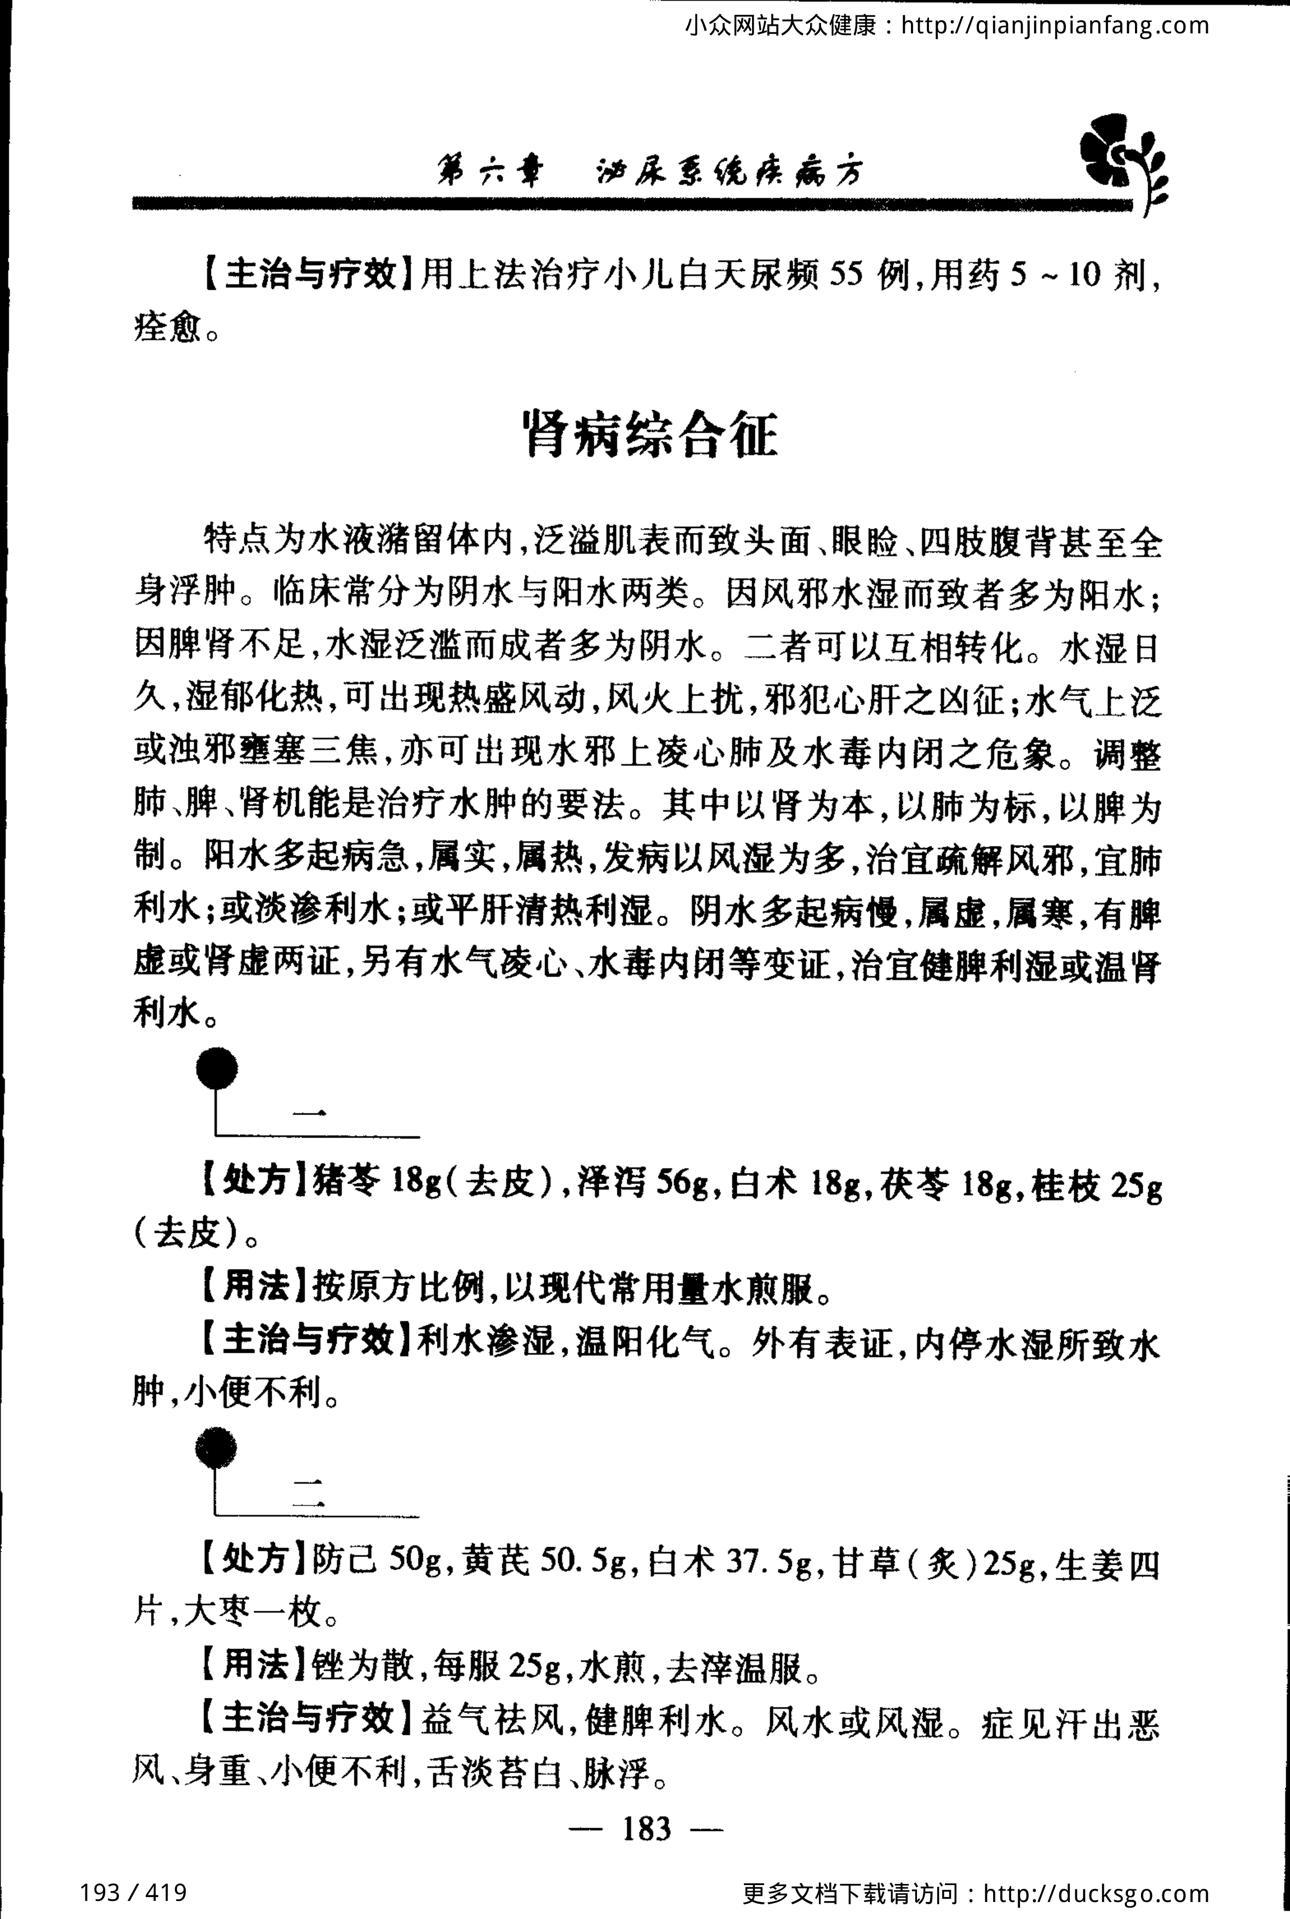 小众网站大众健康：http://qianjinpianfang.com
第六章 泌尿系统疾病方
【主治与疗效】用上法治疗小儿白天尿频 55 例,用药 5 ~ 10 剂,
痊愈。
肾病综合征
特点为水液潴留体内,泛溢肌表而致头面、眼睑、四肢腹背甚至全
身浮肿。临床常分为阴水与阳水两类。因风邪水湿而致者多为阳水;
因脾肾不足,水湿泛滥而成者多为阴水。二者可以互相转化。水湿日
久,湿郁化热,可出现热盛风动,风火上扰,邪犯心肝之凶征;水气上泛
或浊邪壅塞三焦,亦可出现水邪上凌心肺及水毒内闭之危象。调整
肺、脾、肾机能是治疗水肿的要法。其中以肾为本,以肺为标,以脾为
制。阳水多起病急,属实,属热,发病以风湿为多,治宜疏解风邪,宜肺
利水;或淡渗利水;或平肝清热利湿。阴水多起病慢,属虚,属寒,有脾
虚或肾虚两证,另有水气凌心、水毒内闭等变证,治宜健脾利湿或温肾
利水。
一
【处方】猪苓 18g(去皮),泽泻 56g,白术 18g,茯苓 18g,桂枝 25g
(去皮)。
【用法】按原方比例,以现代常用量水煎服。
【主治与疗效】利水渗湿,温阳化气。外有表证,内停水湿所致水
肿,小便不利。
二
【处方】防己 50g,黄芪 50. 5g,白术 37. 5g,甘草(炙)25g,生姜四
片,大枣一枚。
【用法】锉为散,每服 25g,水煎,去滓温服。
【主治与疗效】益气祛风,健脾利水。风水或风湿。症见汗出恶
风、身重、小便不利,舌淡苔白、脉浮。
— 183 —
193 / 419
更多文档下载请访问：http://ducksgo.com